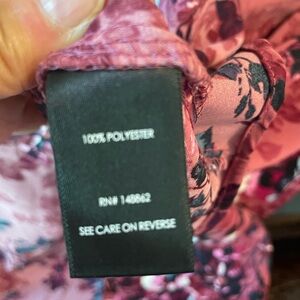 100% POLYESTER
RN# 148862
SEE CARE ON REVERSE